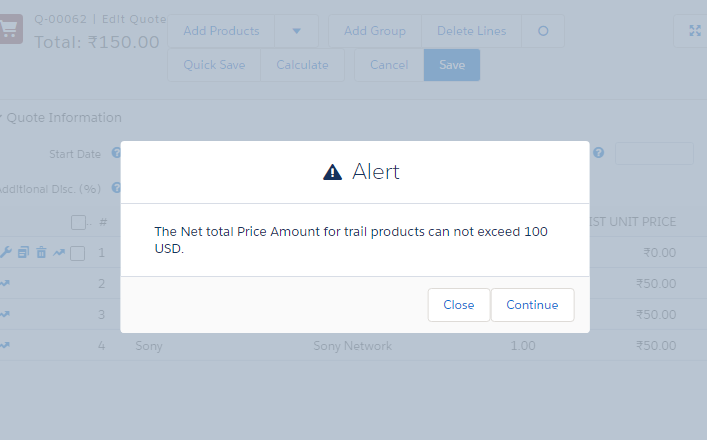 Q-00062 | Edit Quote
Total: ₹150.00
Add Products
Add Group
Delete Lines
Quick Save
Calculate
Cancel
Save
Quote Information
Start Date
dditional Disc. (%)
Alert
The Net total Price Amount for trail products can not exceed 100
USD.
Close
Continue
# IST UNIT PRICE
1 ₹0.00
2 ₹50.00
3 ₹50.00
4 Sony Sony Network 1.00 ₹50.00